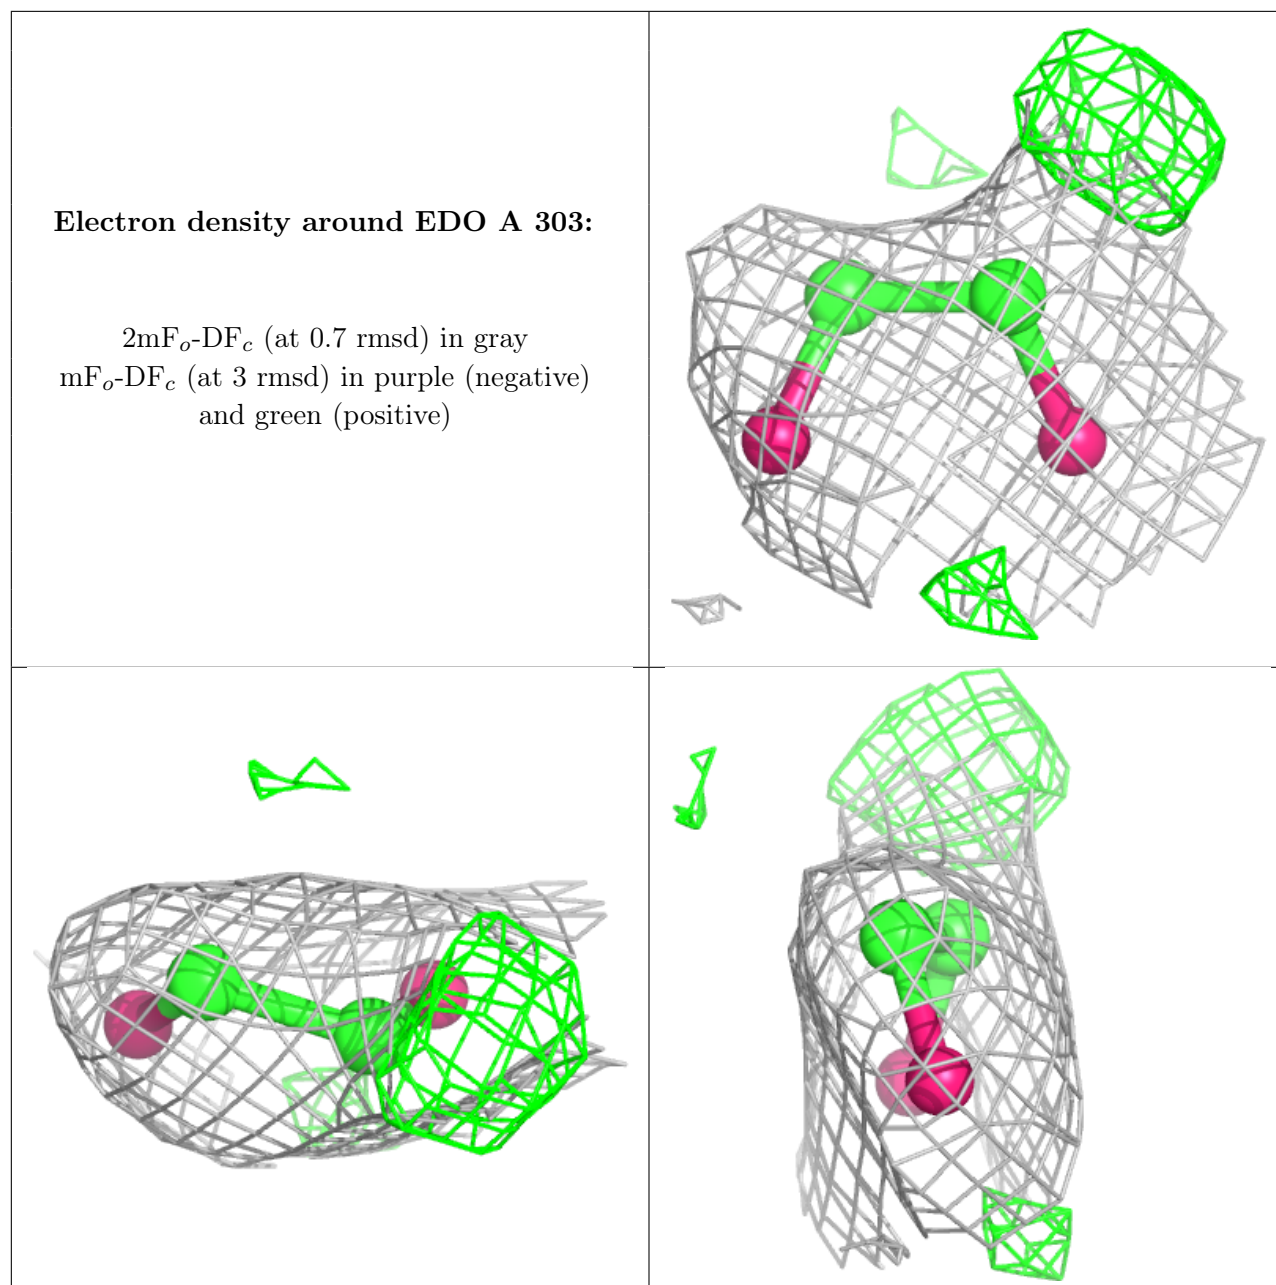 Electron density around EDO A 303:
2mFo-DFc (at 0.7 rmsd) in gray
mFo-DFc (at 3 rmsd) in purple (negative)
and green (positive)